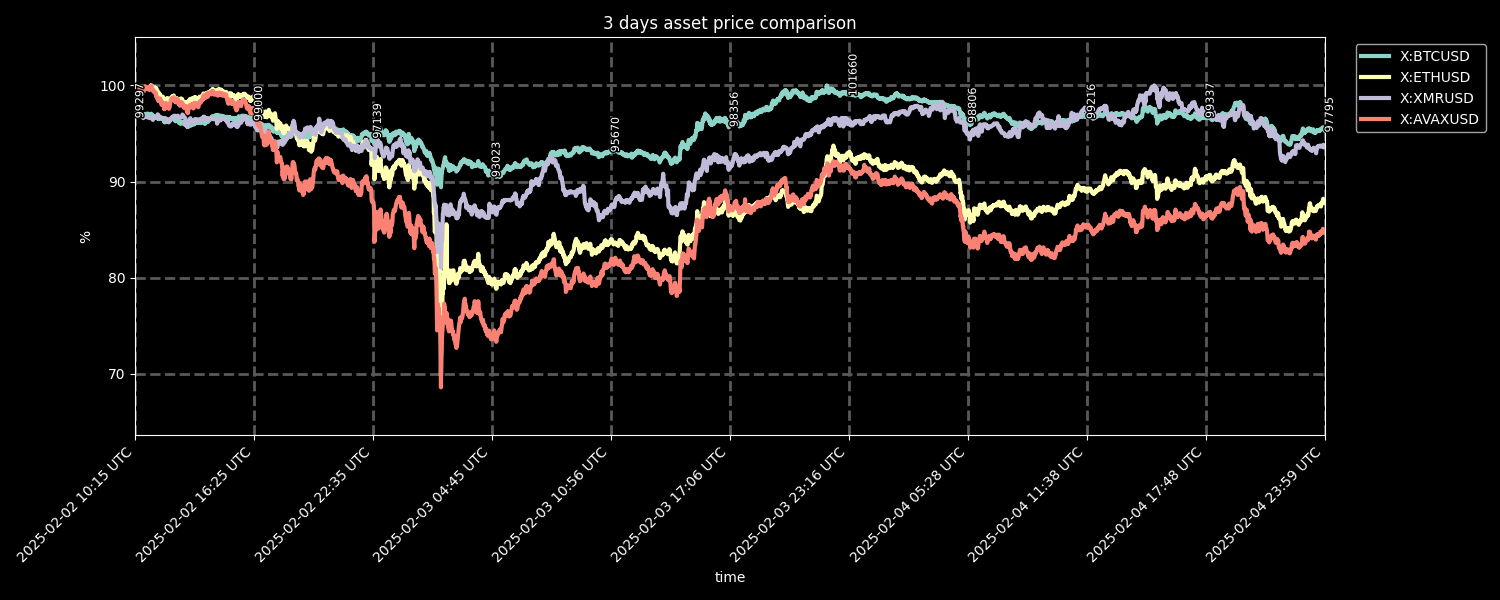 3 days asset price comparison
X:BTCUSD
X:ETHUSD
X:XMRUSD
X:AVAXUSD
100
90
80
70
%
99297
99000
97139
93023
95670
98356
101660
98806
99216
99337
97795
2025-02-02 10:15 UTC
2025-02-02 16:25 UTC
2025-02-02 22:35 UTC
2025-02-03 04:45 UTC
2025-02-03 10:56 UTC
2025-02-03 17:06 UTC
2025-02-03 23:16 UTC
2025-02-04 05:28 UTC
2025-02-04 11:38 UTC
2025-02-04 17:48 UTC
2025-02-04 23:59 UTC
time